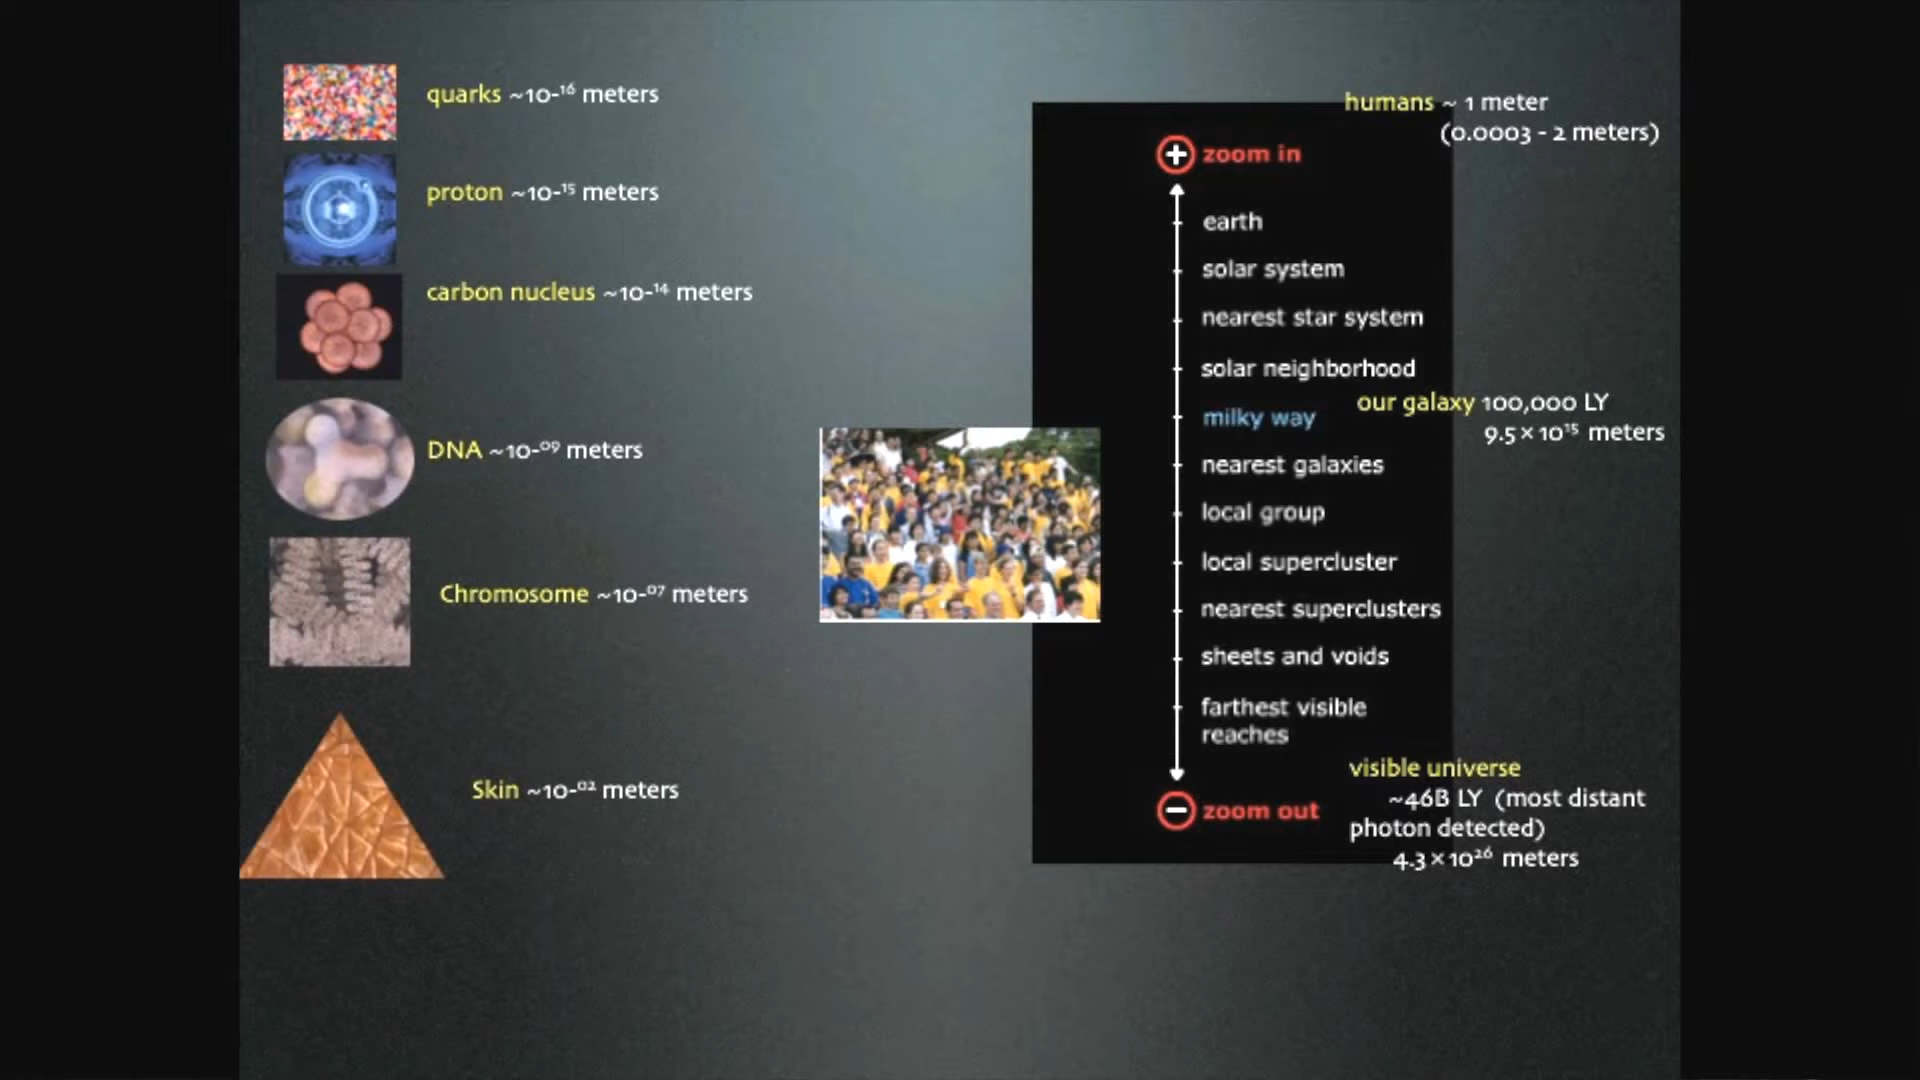 quarks ~10-¹⁶ meters
proton ~10-¹⁵ meters
carbon nucleus ~10-¹⁴ meters
DNA ~10-⁰⁹ meters
Chromosome ~10-⁰⁷ meters
Skin ~10-⁰² meters
humans ~ 1 meter
(0.0003 - 2 meters)
zoom in
earth
solar system
nearest star system
solar neighborhood
milky way
our galaxy 100,000 LY
9.5 × 10¹⁵ meters
nearest galaxies
local group
local supercluster
nearest superclusters
sheets and voids
farthest visible
reaches
zoom out
visible universe
~46B LY (most distant
photon detected)
4.3 × 10²⁶ meters